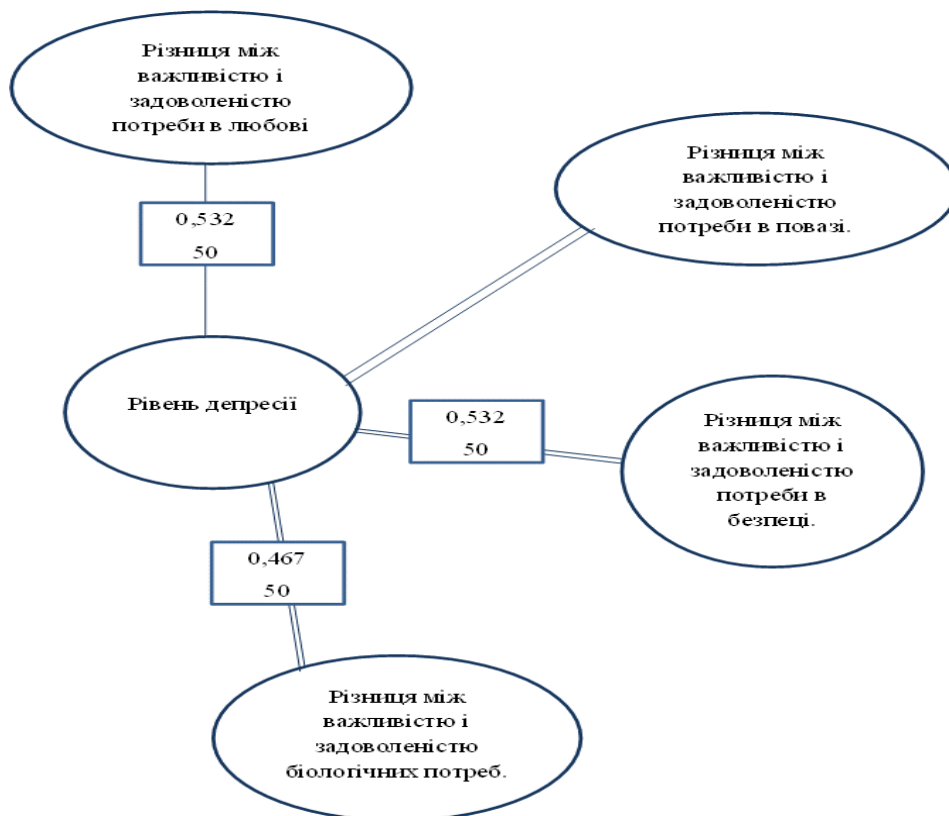 Різниця між
важливістю і
задоволеністю
потреби в любові
0,532
50
Різниця між
важливістю і
задоволеністю
потреби в повазі.
Рівень депресії
0,532
50
Різниця між
важливістю і
задоволеністю
потреби в
безпеці.
0,467
50
Різниця між
важливістю і
задоволеністю
біологічних потреб.